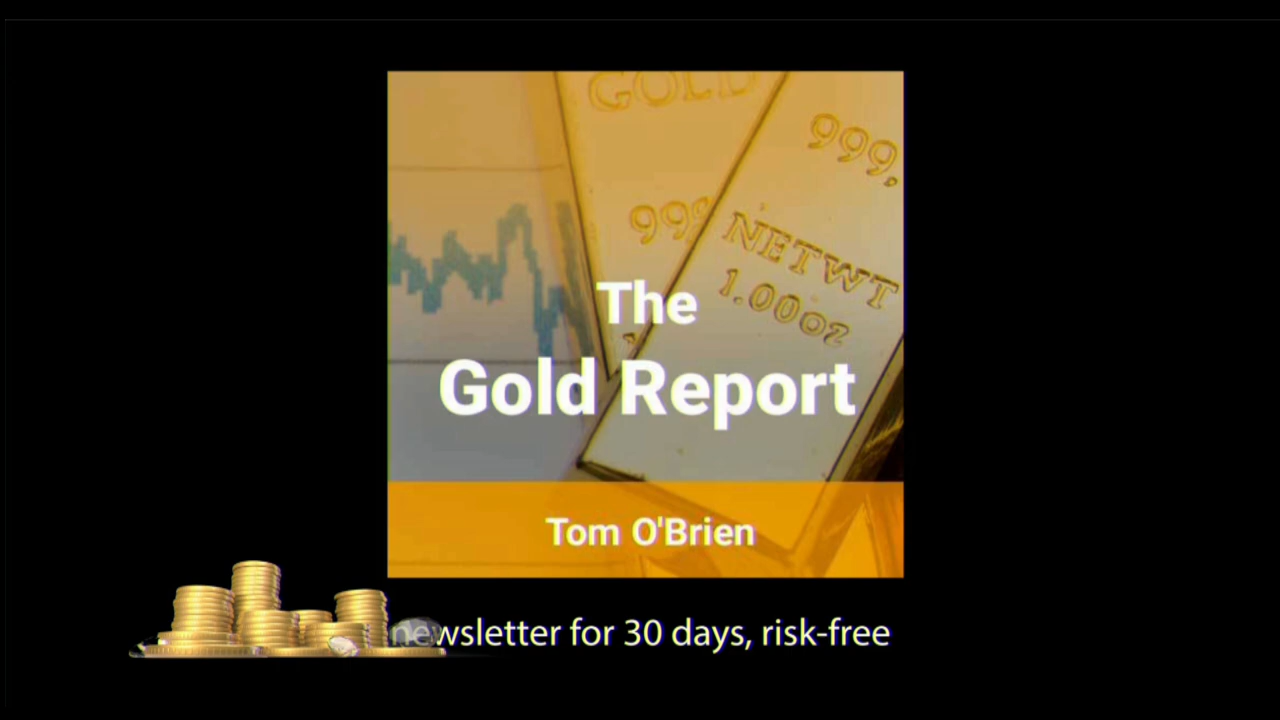 GOLD
999,
999
NETWT
1.00OZ
The
Gold Report
Tom O'Brien
newsletter for 30 days, risk-free